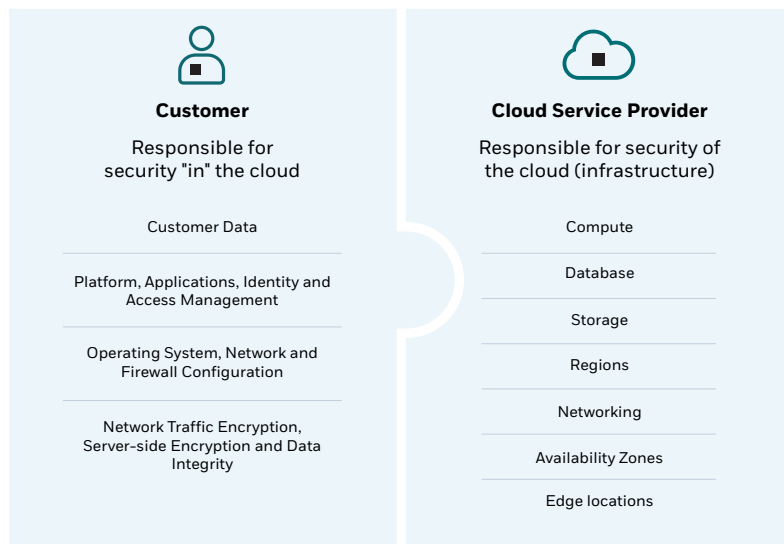 Customer
Responsible for
security "in" the cloud
Customer Data
Platform, Applications, Identity and
Access Management
Operating System, Network and
Firewall Configuration
Network Traffic Encryption,
Server-side Encryption and Data
Integrity
Cloud Service Provider
Responsible for security of
the cloud (infrastructure)
Compute
Database
Storage
Regions
Networking
Availability Zones
Edge locations